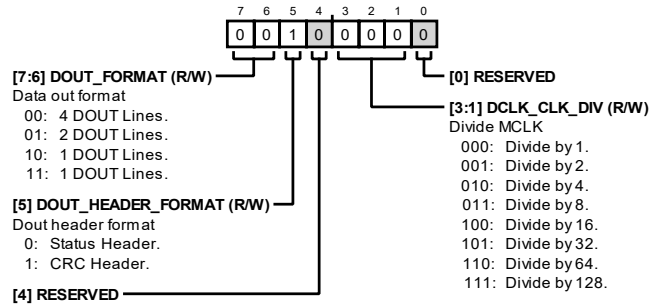 7 6 5 4 3 2 1 0
0 0 1 0 0 0 0 0
[7:6] DOUT_FORMAT (R/W)
Data out format
00: 4 DOUT Lines.
01: 2 DOUT Lines.
10: 1 DOUT Lines.
11: 1 DOUT Lines.
[5] DOUT_HEADER_FORMAT (R/W)
Dout header format
0: Status Header.
1: CRC Header.
[4] RESERVED
[0] RESERVED
[3:1] DCLK_CLK_DIV (R/W)
Divide MCLK
000: Divide by 1.
001: Divide by 2.
010: Divide by 4.
011: Divide by 8.
100: Divide by 16.
101: Divide by 32.
110: Divide by 64.
111: Divide by 128.